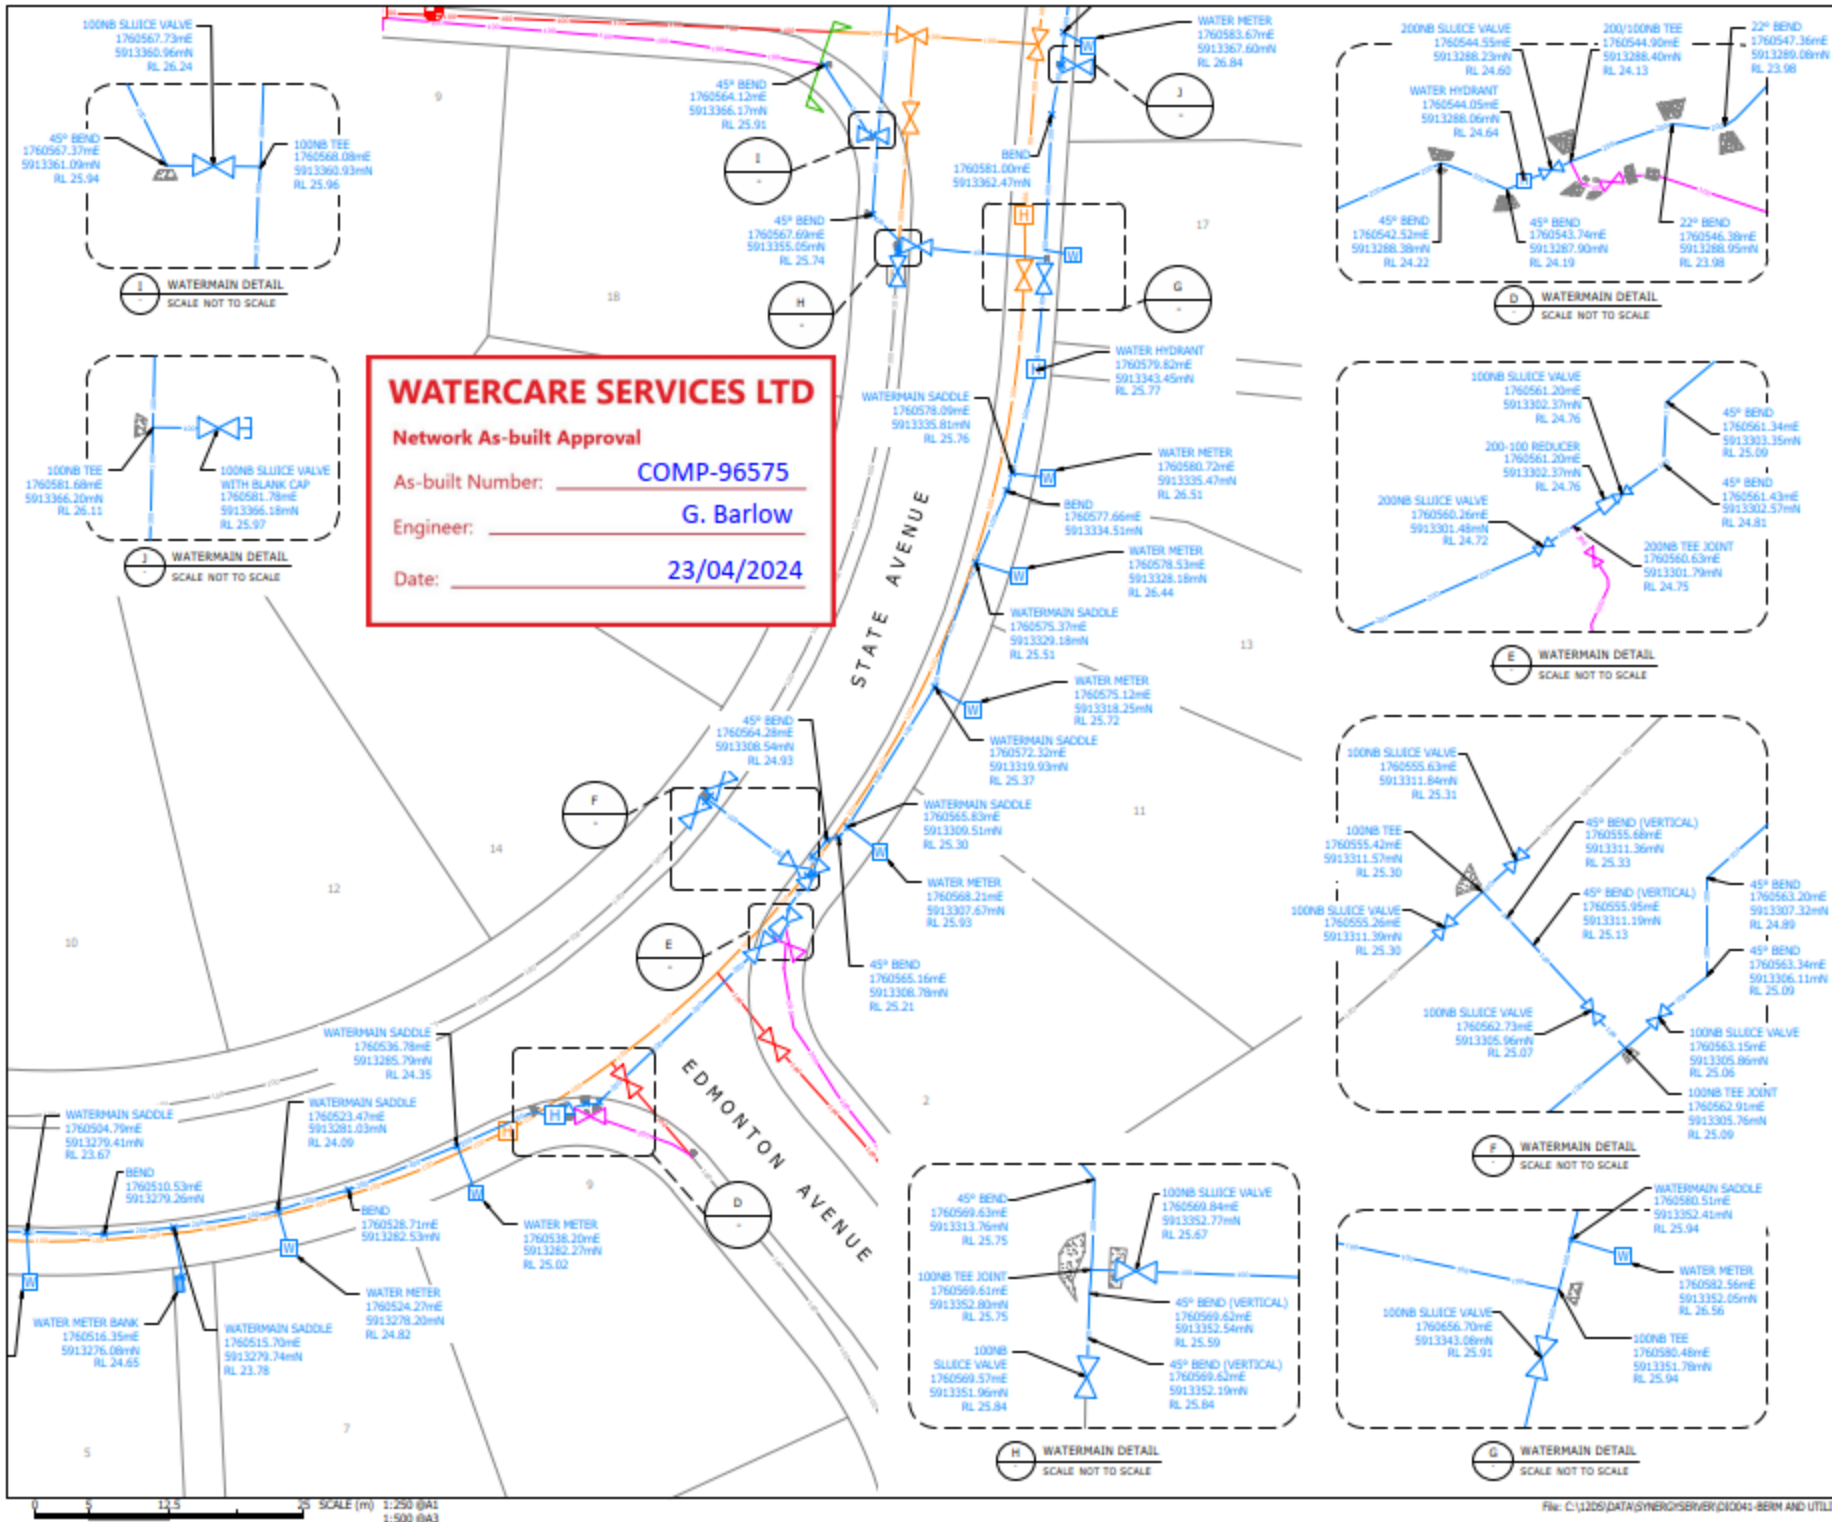 100NB SLUICE VALVE
1760567.73mE
5913360.96mN
RL 26.24
45° BEND
1760567.37mE
5913361.09mN
RL 25.94
100NB TEE
1760568.08mE
5913360.93mN
RL 25.96
I
WATERMAIN DETAIL
SCALE NOT TO SCALE
100NB TEE
1760581.68mE
5913366.20mN
RL 26.11
100NB SLUICE VALVE
WITH BLANK CAP
1760581.78mE
5913366.18mN
RL 25.97
J
WATERMAIN DETAIL
SCALE NOT TO SCALE
WATERCARE SERVICES LTD
Network As-built Approval
As-built Number: COMP-96575
Engineer: G. Barlow
Date: 23/04/2024
9
18
45° BEND
1760564.12mE
5913366.17mN
RL 25.91
I
45° BEND
1760567.69mE
5913355.05mN
RL 25.74
H
WATER METER
1760583.67mE
5913367.60mN
RL 26.84
J
BEND
1760581.00mE
5913362.47mN
17
G
WATER HYDRANT
1760579.82mE
5913343.45mN
RL 25.77
WATERMAIN SADDLE
1760578.09mE
5913335.81mN
RL 25.76
WATER METER
1760580.72mE
5913335.47mN
RL 26.51
BEND
1760577.66mE
5913334.51mN
WATER METER
1760578.53mE
5913328.18mN
RL 26.44
WATERMAIN SADDLE
1760575.37mE
5913329.18mN
RL 25.51
13
STATE AVENUE
WATER METER
1760575.12mE
5913318.25mN
RL 25.72
WATERMAIN SADDLE
1760572.32mE
5913319.93mN
RL 25.37
45° BEND
1760564.28mE
5913308.54mN
RL 24.93
F
WATERMAIN SADDLE
1760565.83mE
5913309.51mN
RL 25.30
11
WATER METER
1760568.21mE
5913307.67mN
RL 25.93
E
45° BEND
1760565.16mE
5913308.78mN
RL 25.21
14
12
10
WATERMAIN SADDLE
1760536.78mE
5913285.79mN
RL 24.35
WATERMAIN SADDLE
1760523.47mE
5913281.03mN
RL 24.09
WATERMAIN SADDLE
1760504.79mE
5913279.41mN
RL 23.67
BEND
1760510.53mE
5913279.26mN
BEND
1760528.71mE
5913282.53mN
WATER METER
1760538.20mE
5913282.27mN
RL 25.02
9
D
EDMONTON AVENUE
2
WATER METER
1760524.27mE
5913278.20mN
RL 24.82
WATER METER BANK
1760516.35mE
5913276.08mN
RL 24.65
WATERMAIN SADDLE
1760515.70mE
5913279.74mN
RL 23.78
5
7
200NB SLUICE VALVE
1760544.55mE
5913288.23mN
RL 24.60
200/100NB TEE
1760544.90mE
5913288.40mN
RL 24.13
22° BEND
1760547.36mE
5913289.08mN
RL 23.98
WATER HYDRANT
1760544.05mE
5913288.06mN
RL 24.64
45° BEND
1760542.52mE
5913288.38mN
RL 24.22
45° BEND
1760543.74mE
5913287.90mN
RL 24.19
22° BEND
1760546.38mE
5913288.95mN
RL 23.98
D
WATERMAIN DETAIL
SCALE NOT TO SCALE
100NB SLUICE VALVE
1760561.20mE
5913302.37mN
RL 24.76
200-100 REDUCER
1760561.20mE
5913302.37mN
RL 24.76
200NB SLUICE VALVE
1760560.26mE
5913301.48mN
RL 24.72
45° BEND
1760561.34mE
5913303.35mN
RL 25.09
45° BEND
1760561.43mE
5913302.57mN
RL 24.81
200NB TEE JOINT
1760560.63mE
5913301.79mN
RL 24.75
E
WATERMAIN DETAIL
SCALE NOT TO SCALE
100NB SLUICE VALVE
1760555.63mE
5913311.84mN
RL 25.31
100NB TEE
1760555.42mE
5913311.57mN
RL 25.30
45° BEND (VERTICAL)
1760555.68mE
5913311.36mN
RL 25.33
45° BEND (VERTICAL)
1760555.95mE
5913311.19mN
RL 25.13
100NB SLUICE VALVE
1760555.26mE
5913311.39mN
RL 25.30
45° BEND
1760563.20mE
5913307.32mN
RL 24.89
45° BEND
1760563.34mE
5913306.11mN
RL 25.09
100NB SLUICE VALVE
1760562.73mE
5913305.96mN
RL 25.07
100NB SLUICE VALVE
1760563.15mE
5913305.86mN
RL 25.06
100NB TEE JOINT
1760562.91mE
5913305.76mN
RL 25.09
F
WATERMAIN DETAIL
SCALE NOT TO SCALE
45° BEND
1760569.63mE
5913313.76mN
RL 25.75
100NB SLUICE VALVE
1760569.84mE
5913352.77mN
RL 25.67
100NB TEE JOINT
1760569.61mE
5913352.80mN
RL 25.75
45° BEND (VERTICAL)
1760569.62mE
5913352.54mN
RL 25.59
100NB
SLUICE VALVE
1760569.57mE
5913351.96mN
RL 25.84
45° BEND (VERTICAL)
1760569.62mE
5913352.19mN
RL 25.84
H
WATERMAIN DETAIL
SCALE NOT TO SCALE
WATERMAIN SADDLE
1760580.51mE
5913352.41mN
RL 25.94
WATER METER
1760582.56mE
5913352.05mN
RL 26.56
100NB SLUICE VALVE
1760656.70mE
5913343.08mN
RL 25.91
100NB TEE
1760580.48mE
5913351.78mN
RL 25.94
G
WATERMAIN DETAIL
SCALE NOT TO SCALE
0 5 12.5 25 SCALE (m) 1:250 @A1
1:500 @A3